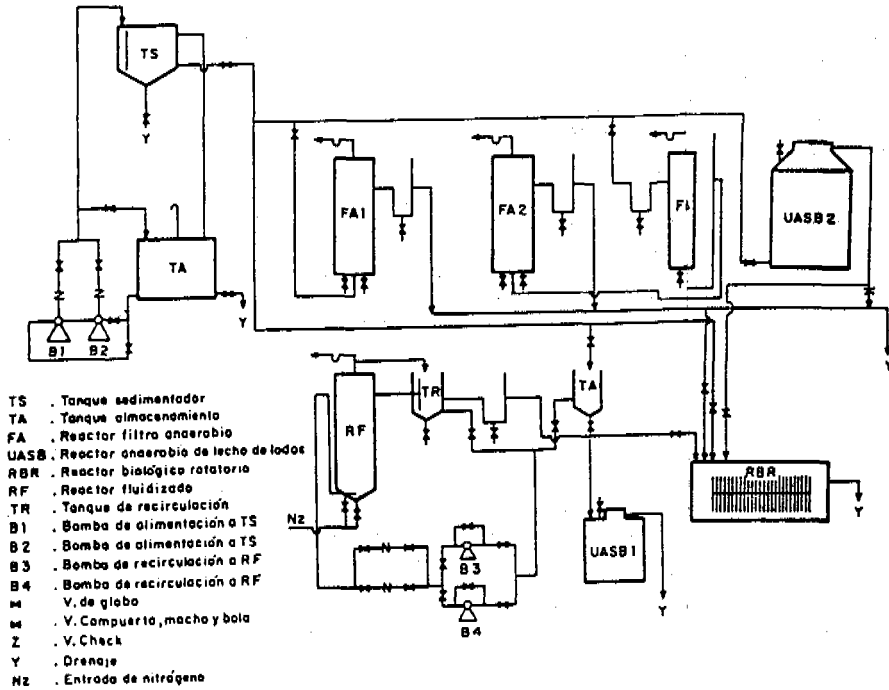 TS
Y
FA1
FA2
UASB2
TA
Y
B1
B2
Y
TR
TA
RF
RBR
N2
Y
B3
UASB1
B4
Y
TS . Tanque sedimentador
TA . Tanque almacenamiento
FA . Reactor filtro anaerobio
UASB . Reactor anaerobio de lecho de lodos
RBR . Reactor biológico rotatorio
RF . Reactor fluidizado
TR . Tanque de recirculación
B1 . Bomba de alimentación a TS
B2 . Bomba de alimentación a TS
B3 . Bomba de recirculación a RF
B4 . Bomba de recirculación a RF
V. de globo
. V. Compuerta, macho y bola
Z . V. Check
Y . Drenaje
N2 . Entrada de nitrógeno